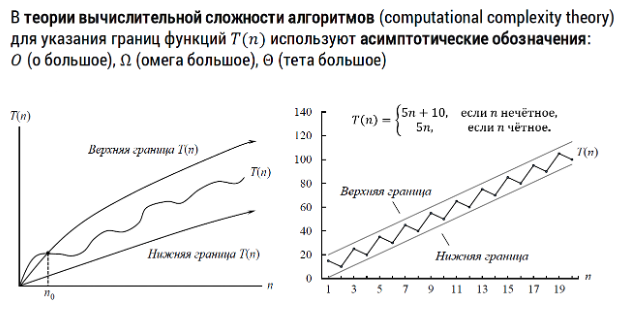 В теории вычислительной сложности алгоритмов (computational complexity theory)
для указания границ функций T(n) используют асимптотические обозначения:
O (о большое), Ω (омега большое), Θ (тета большое)
T(n)
Верхняя граница T(n)
T(n)
Нижняя граница T(n)
n₀
n
140
120
100
80
60
40
20
0
T(n) = {5n + 10, если n нечётное,
5n, если n чётное.
T(n)
Верхняя граница
Нижняя граница
n
1 3 5 7 9 11 13 15 17 19